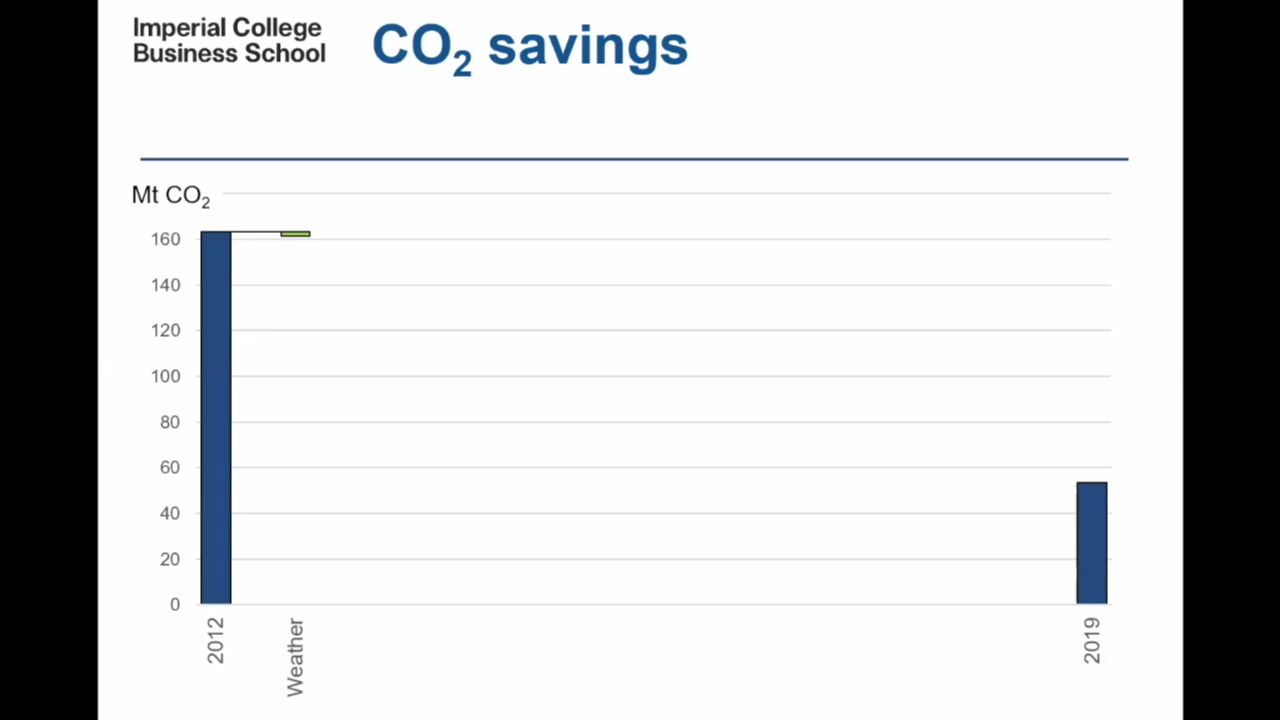 Imperial College
Business School
CO₂ savings
Mt CO₂
160
140
120
100
80
60
40
20
0
2012
Weather
2019